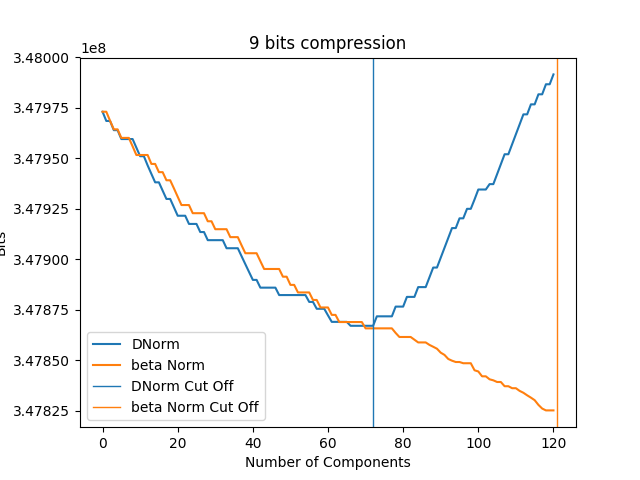 9 bits compression
1e8
3.48000
3.47975
3.47950
3.47925
3.47900
3.47875
3.47850
3.47825
Bits
DNorm
beta Norm
DNorm Cut Off
beta Norm Cut Off
0 20 40 60 80 100 120
Number of Components